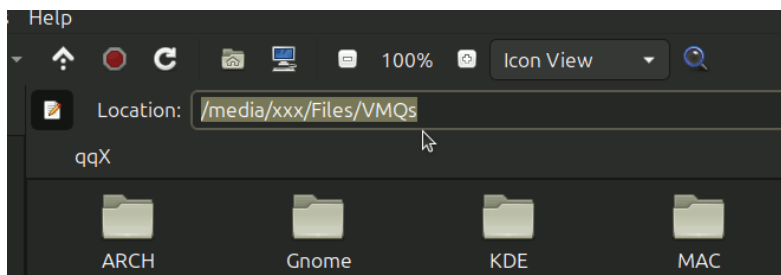 Help
100% Icon View
Location: /media/xxx/Files/VMQs
qqX
ARCH Gnome KDE MAC